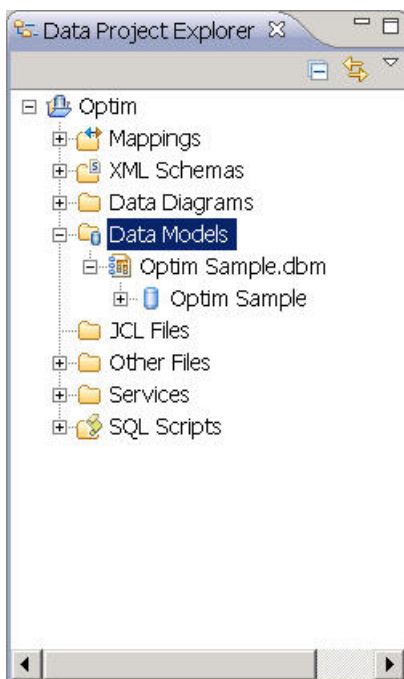 Data Project Explorer
Optim
Mappings
XML Schemas
Data Diagrams
Data Models
Optim Sample.dbm
Optim Sample
JCL Files
Other Files
Services
SQL Scripts